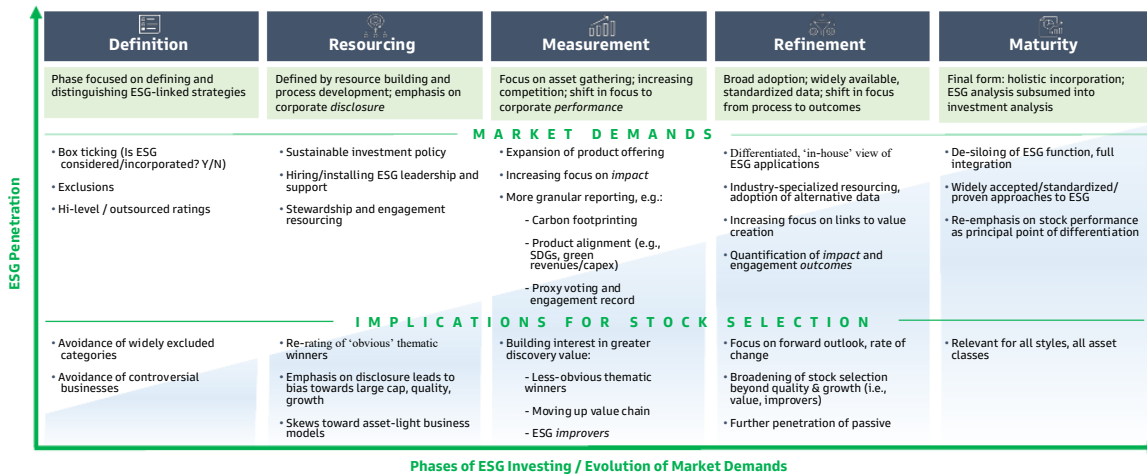 Definition
Resourcing
Measurement
Refinement
Maturity
Phase focused on defining and
distinguishing ESG-linked strategies
Defined by resource building and
process development; emphasis on
corporate disclosure
Focus on asset gathering; increasing
competition; shift in focus to
corporate performance
Broad adoption; widely available,
standardized data; shift in focus
from process to outcomes
Final form: holistic incorporation;
ESG analysis subsumed into
investment analysis
MARKET DEMANDS
• Box ticking (Is ESG
considered/incorporated? Y/N)
• Exclusions
• Hi-level / outsourced ratings
• Sustainable investment policy
• Hiring/installing ESG leadership and
support
• Stewardship and engagement
resourcing
• Expansion of product offering
• Increasing focus on impact
• More granular reporting, e.g.:
- Carbon footprinting
- Product alignment (e.g.,
SDGs, green
revenues/capex)
- Proxy voting and
engagement record
• Differentiated, ‘in-house’ view of
ESG applications
• Industry-specialized resourcing,
adoption of alternative data
• Increasing focus on links to value
creation
• Quantification of impact and
engagement outcomes
• De-siloing of ESG function, full
integration
• Widely accepted/standardized/
proven approaches to ESG
• Re-emphasis on stock performance
as principal point of differentiation
IMPLICATIONS FOR STOCK SELECTION
• Avoidance of widely excluded
categories
• Avoidance of controversial
businesses
• Re-rating of ‘obvious’ thematic
winners
• Emphasis on disclosure leads to
bias towards large cap, quality,
growth
• Skews toward asset-light business
models
• Building interest in greater
discovery value:
- Less-obvious thematic
winners
- Moving up value chain
- ESG improvers
• Focus on forward outlook, rate of
change
• Broadening of stock selection
beyond quality & growth (i.e.,
value, improvers)
• Further penetration of passive
• Relevant for all styles, all asset
classes
ESG Penetration
Phases of ESG Investing / Evolution of Market Demands